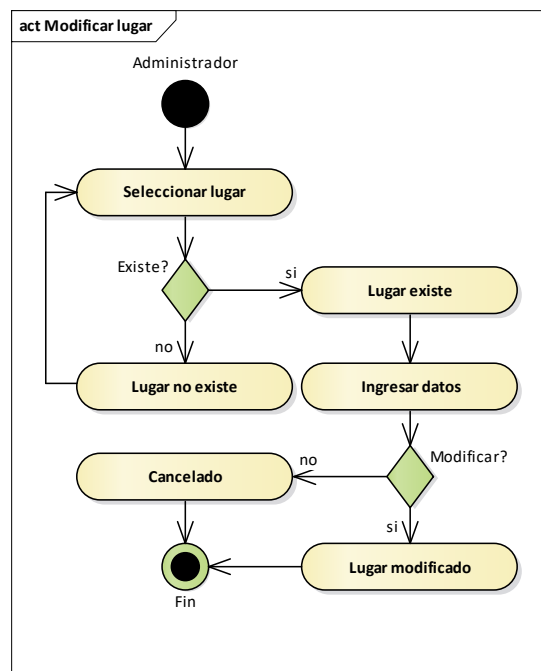 act Modificar lugar
Administrador
Seleccionar lugar
Existe?
si
Lugar existe
no
Lugar no existe
Ingresar datos
Modificar?
no
Cancelado
si
Lugar modificado
Fin